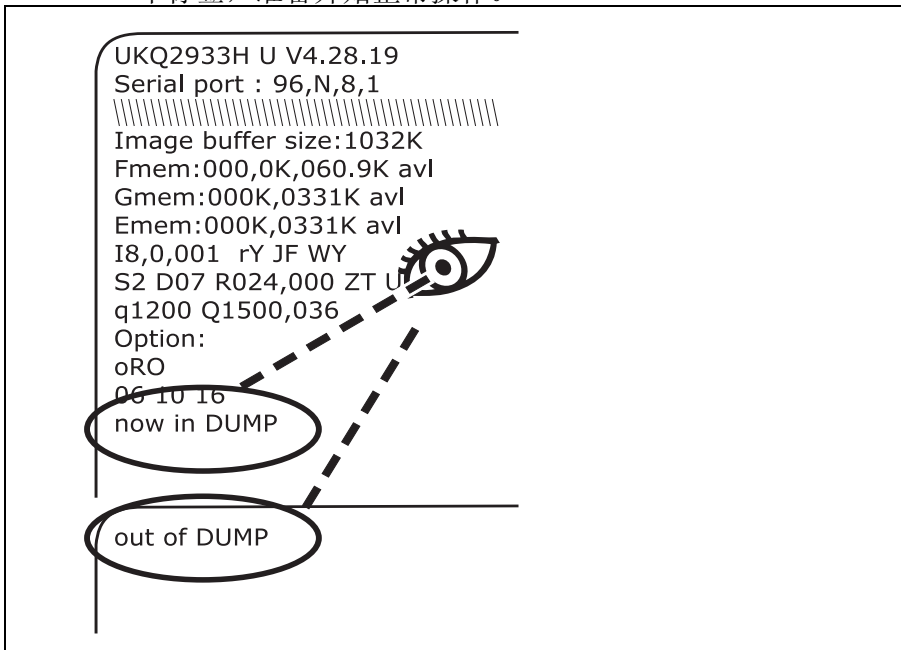 UKQ2933H U V4.28.19
Serial port : 96,N,8,1
\\\\\\\\\\\\\\\\\\\\\\\\\\\\\\\\\\\\\\\\\\\\\\\\\\\\\\
Image buffer size:1032K
Fmem:000,0K,060.9K avl
Gmem:000K,0331K avl
Emem:000K,0331K avl
I8,0,001 rY JF WY
S2 D07 R024,000 ZT
q1200 Q1500,036
Option:
oRO
06 10 16
now in DUMP
out of DUMP